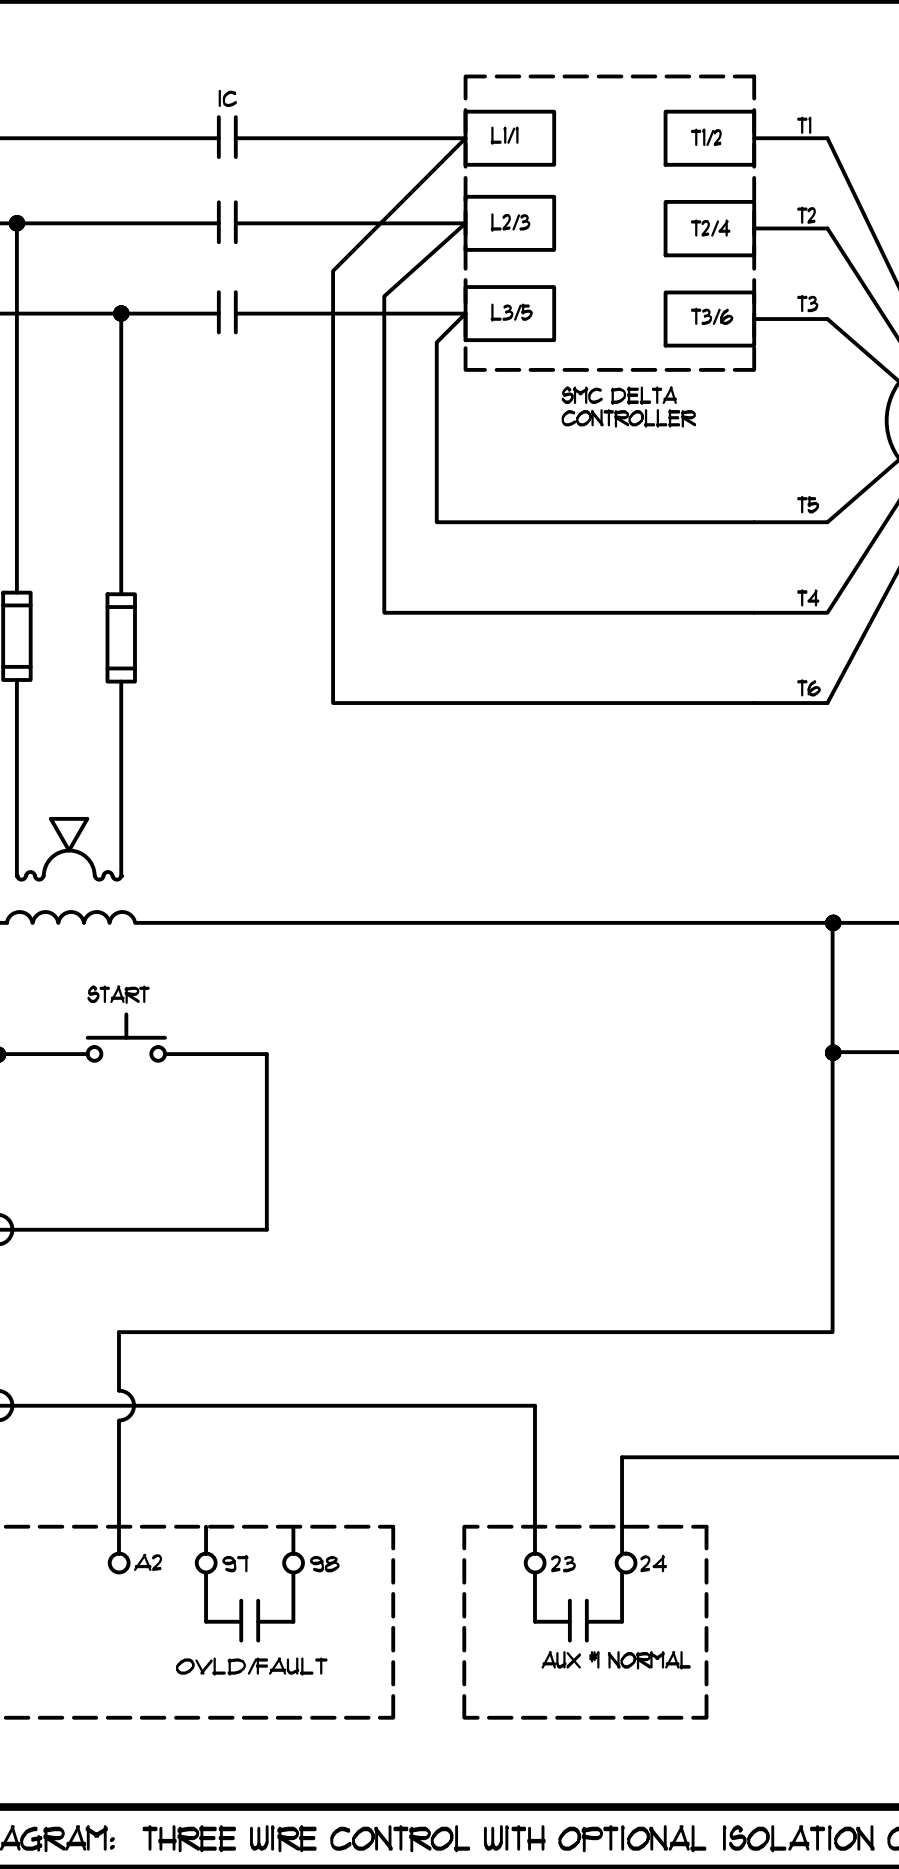 IC
L1/1
T1/2
T1
L2/3
T2/4
T2
L3/5
T3/6
T3
SMC DELTA
CONTROLLER
T5
T4
T6
START
A2
97
98
23
24
OVLD/FAULT
AUX #1 NORMAL
AGRAM: THREE WIRE CONTROL WITH OPTIONAL ISOLATION